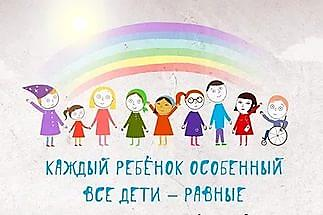 КАЖДЫЙ РЕБЁНОК ОСОБЕННЫЙ
ВСЕ ДЕТИ – РАВНЫЕ